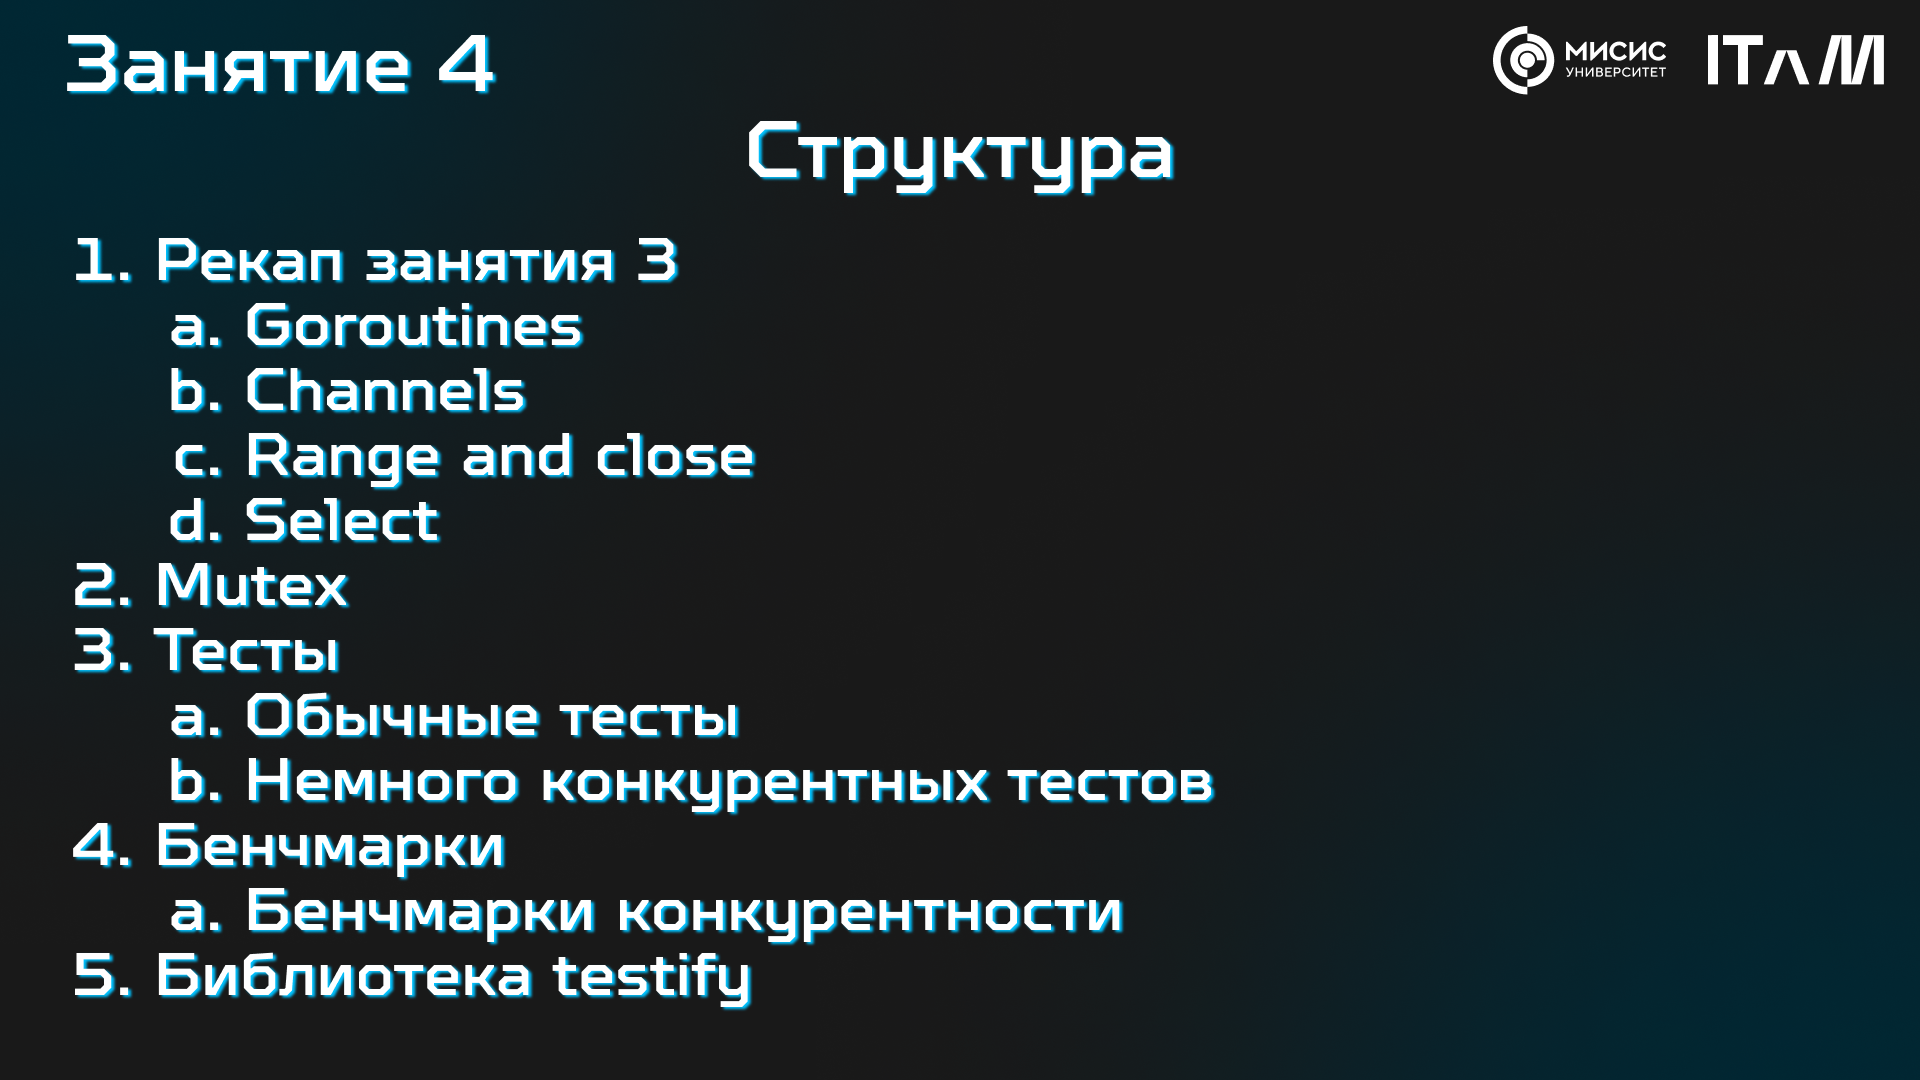 Занятие 4
МИСИС
УНИВЕРСИТЕТ
ITAM
Структура
1. Рекап занятия 3
a. Goroutines
b. Channels
c. Range and close
d. Select
2. Mutex
3. Тесты
a. Обычные тесты
b. Немного конкурентных тестов
4. Бенчмарки
a. Бенчмарки конкурентности
5. Библиотека testify